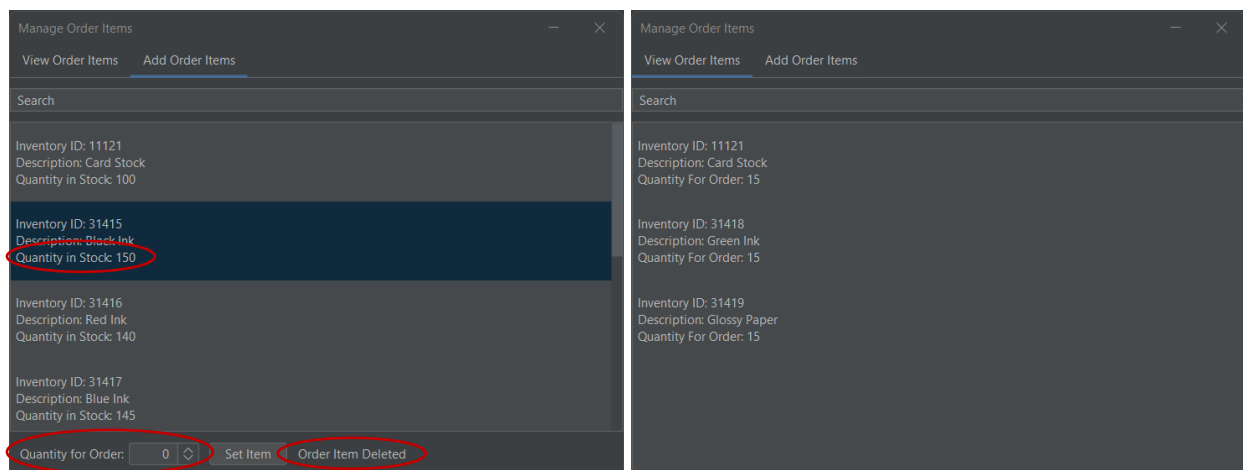 Manage Order Items
View Order Items Add Order Items
Search
Inventory ID: 11121
Description: Card Stock
Quantity in Stock: 100
Inventory ID: 31415
Description: Black Ink
Quantity in Stock: 150
Inventory ID: 31416
Description: Red Ink
Quantity in Stock: 140
Inventory ID: 31417
Description: Blue Ink
Quantity in Stock: 145
Quantity for Order: 0 Set Item Order Item Deleted
Manage Order Items
View Order Items Add Order Items
Search
Inventory ID: 11121
Description: Card Stock
Quantity For Order: 15
Inventory ID: 31418
Description: Green Ink
Quantity For Order: 15
Inventory ID: 31419
Description: Glossy Paper
Quantity For Order: 15